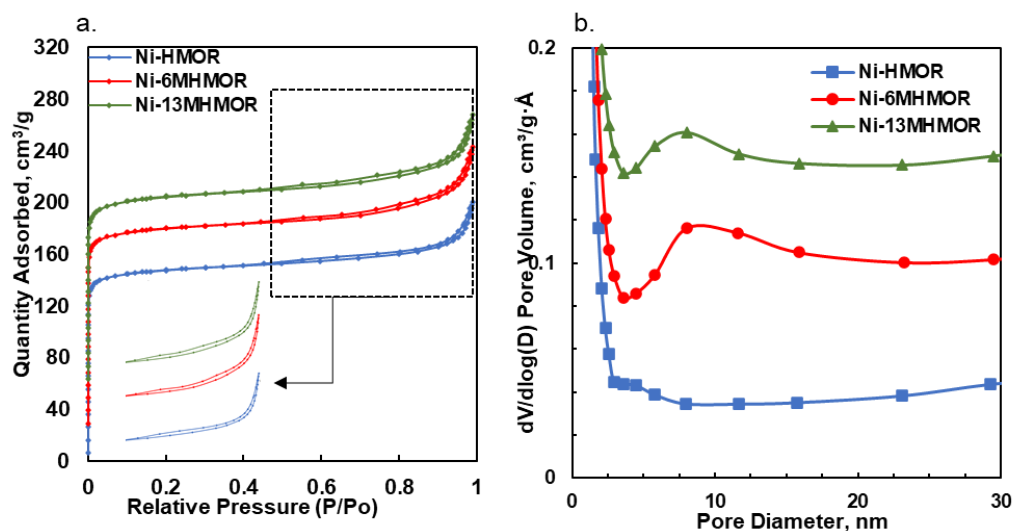 a.
320
280
240
200
160
120
80
40
0
Quantity Adsorbed, cm³/g
Ni-HMOR
Ni-6MHMOR
Ni-13MHMOR
0
0.2
0.4
0.6
0.8
1
Relative Pressure (P/Po)
b.
0.2
0.1
0
dV/dlog(D) Pore Volume, cm³/g·Å
Ni-HMOR
Ni-6MHMOR
Ni-13MHMOR
0
10
20
30
Pore Diameter, nm